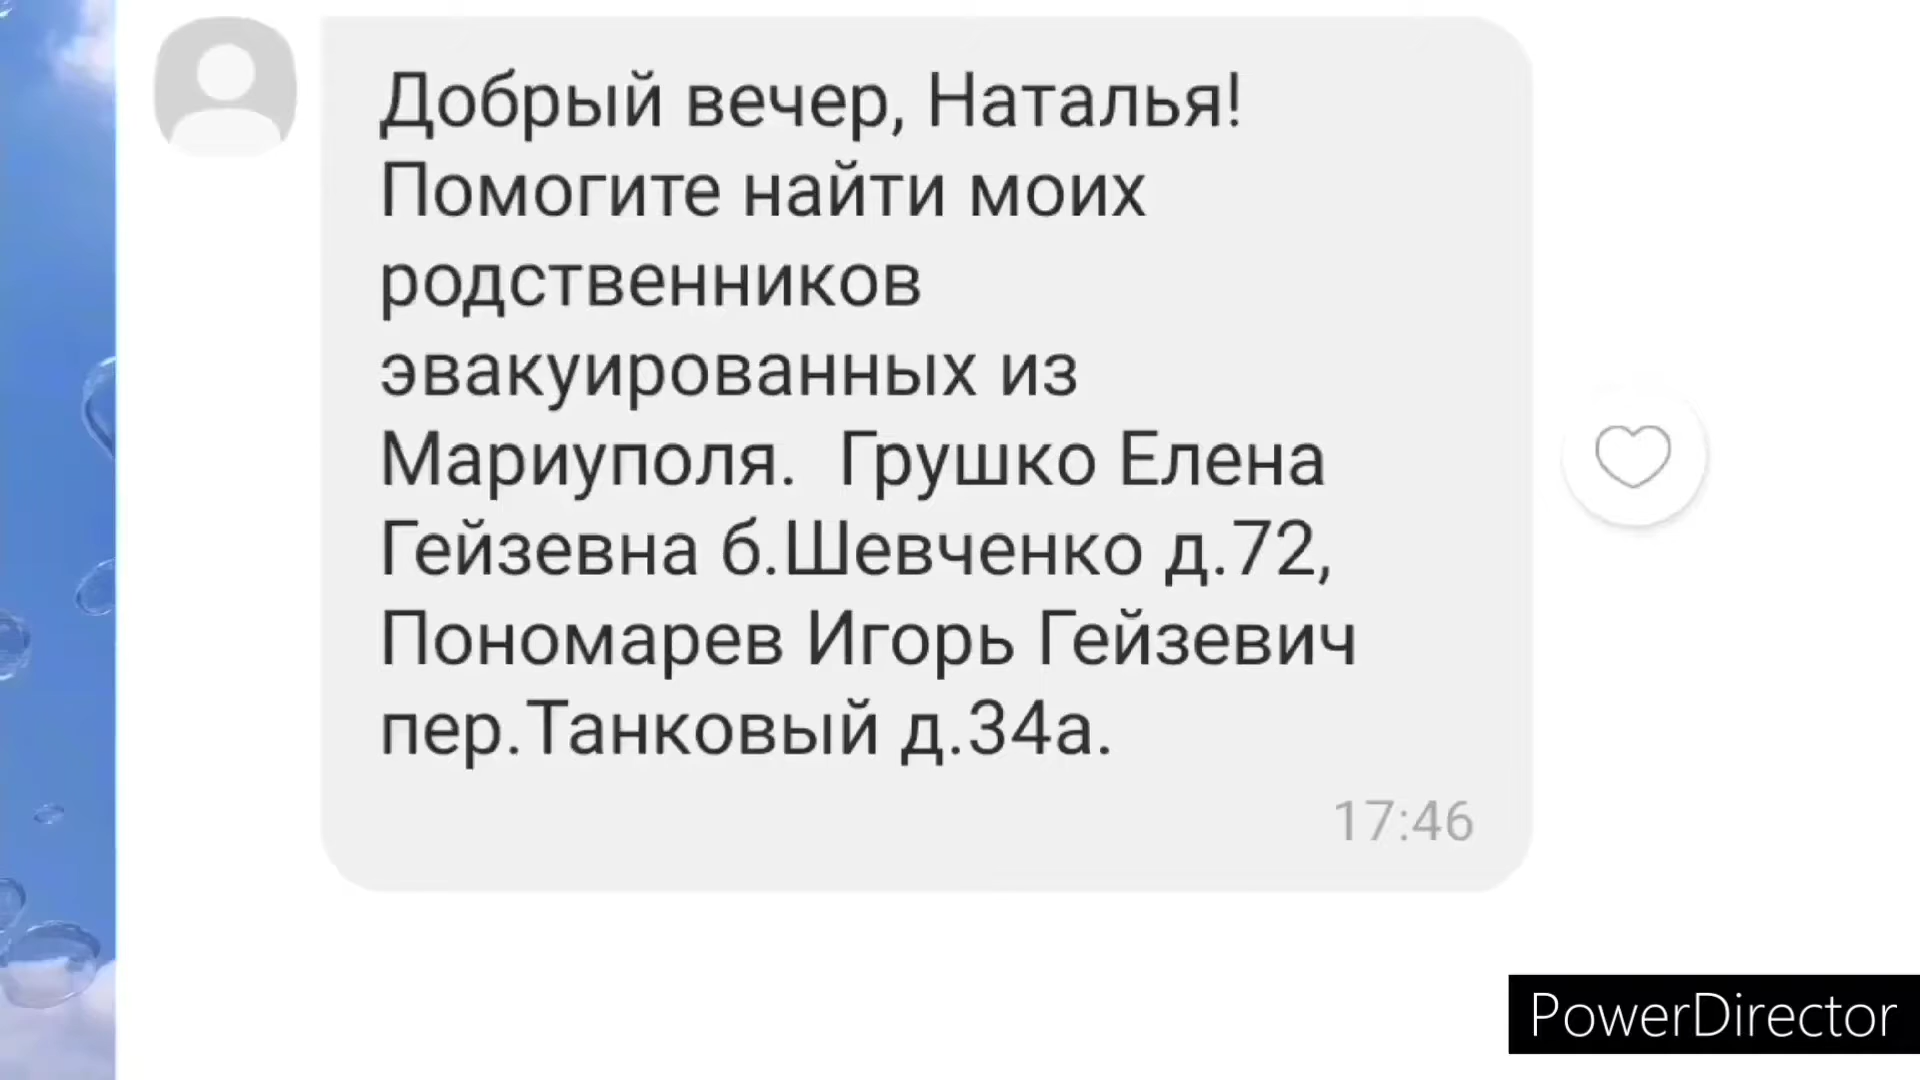 Добрый вечер, Наталья!
Помогите найти моих
родственников
эвакуированных из
Мариуполя.  Грушко Елена
Гейзевна б.Шевченко д.72,
Пономарев Игорь Гейзевич
пер.Танковый д.34а.
17:46
PowerDirector